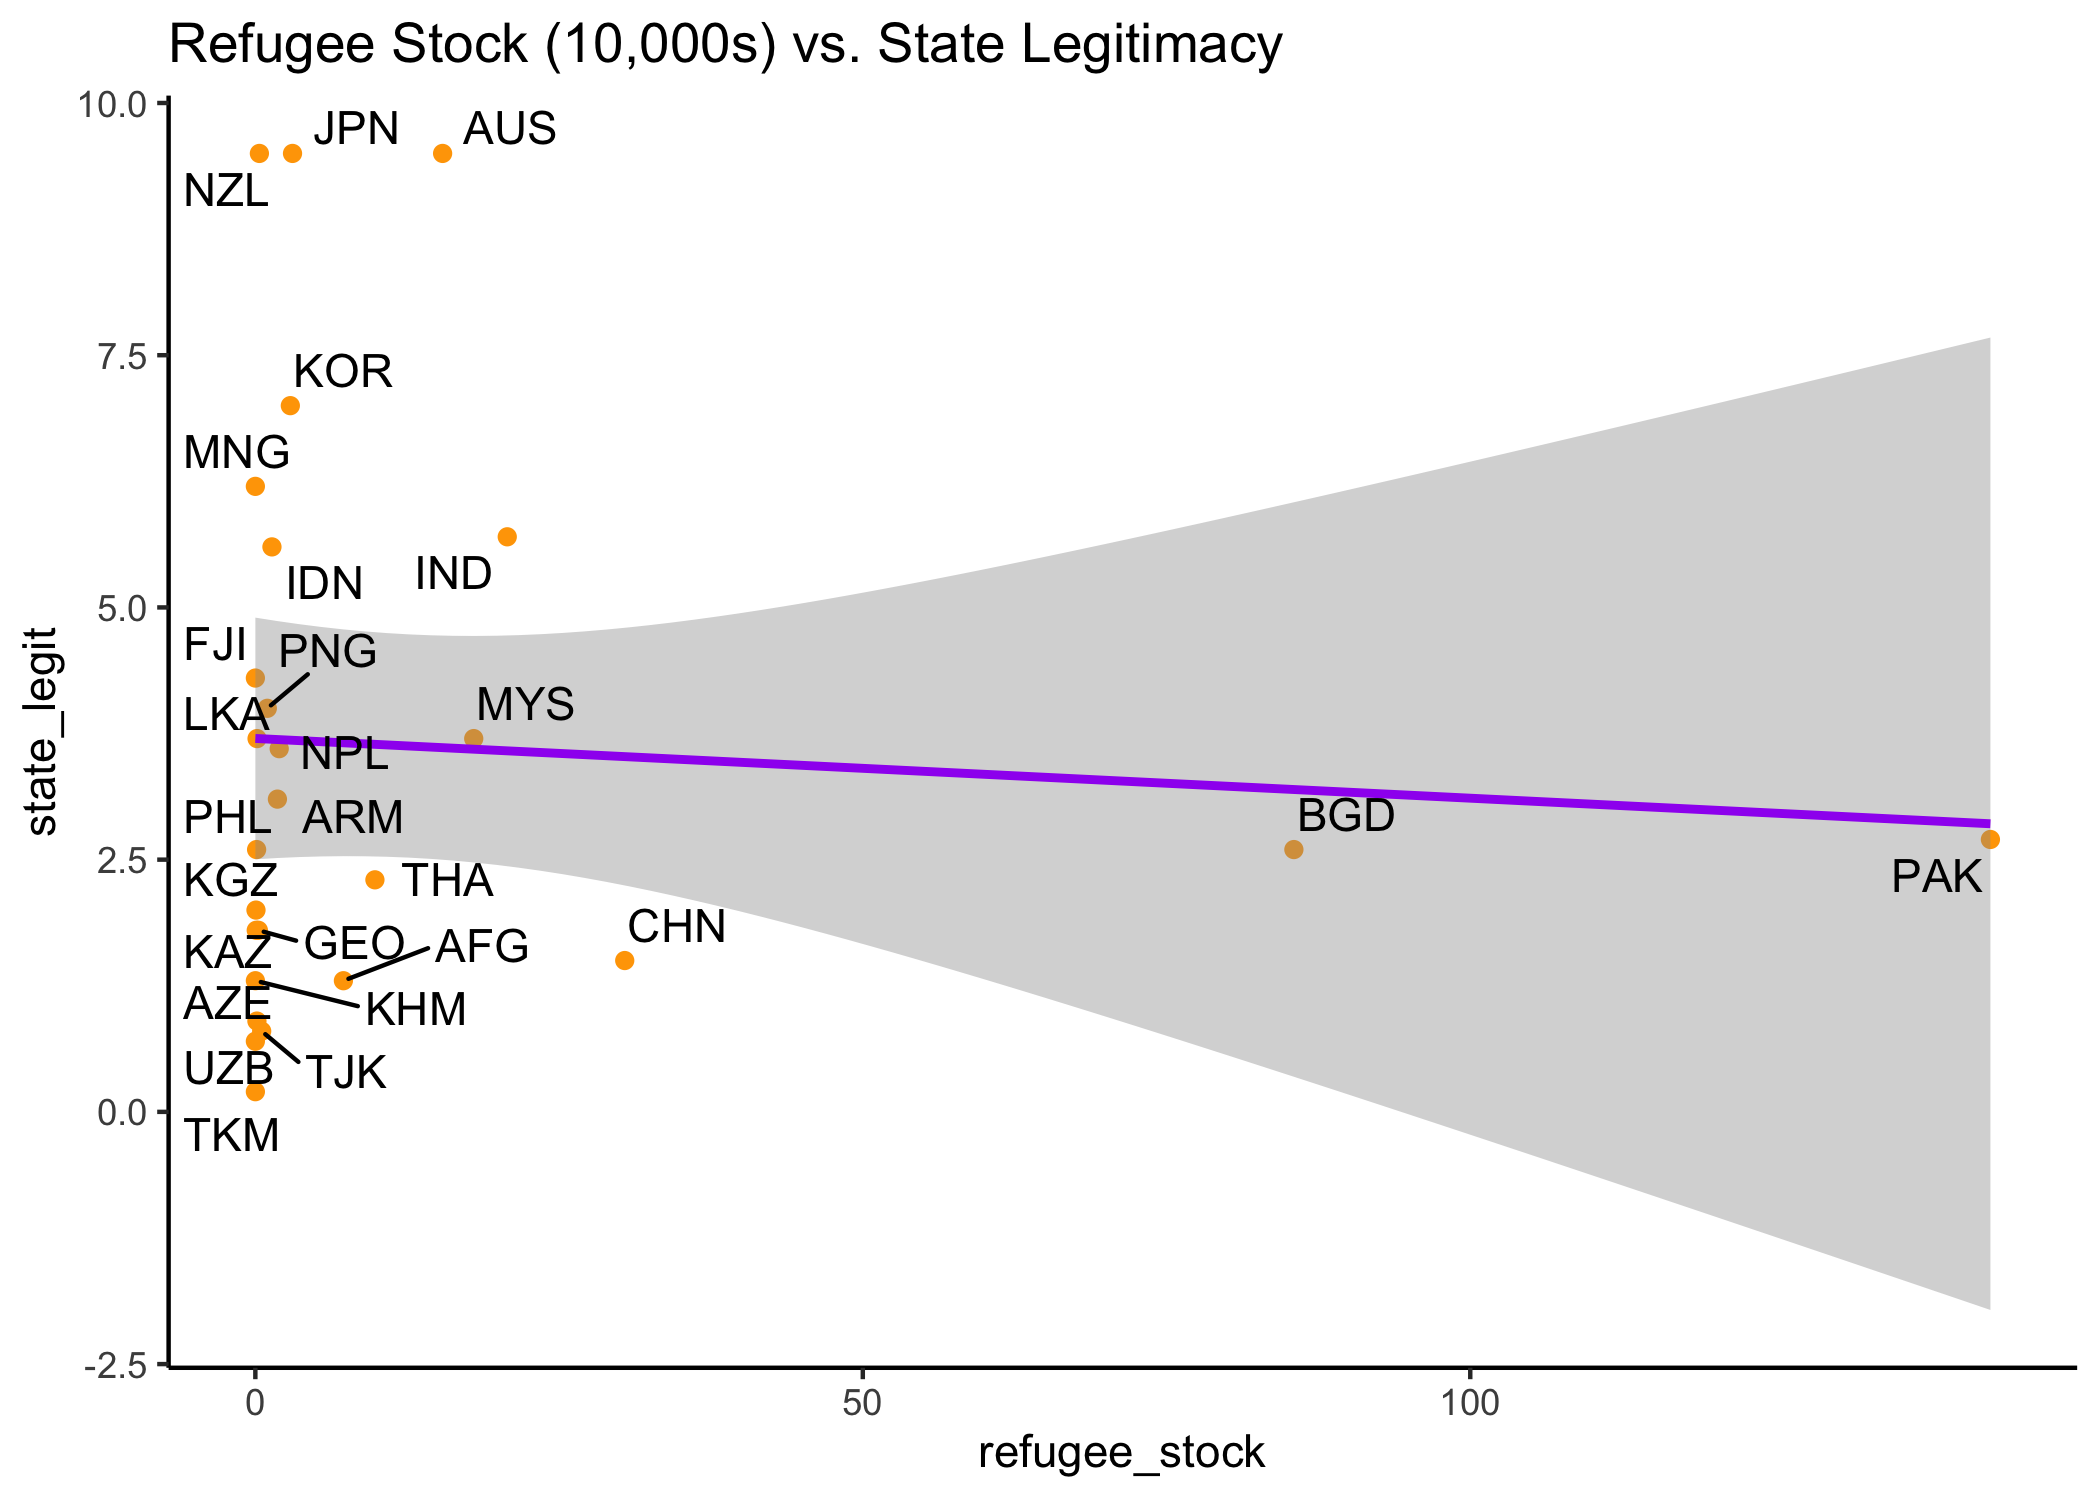 Refugee Stock (10,000s) vs. State Legitimacy
10.0
7.5
5.0
2.5
0.0
-2.5
state_legit
JPN
AUS
NZL
KOR
MNG
IDN
IND
FJI
PNG
LKA
MYS
NPL
PHL
ARM
BGD
PAK
KGZ
THA
CHN
GEO
AFG
KAZ
AZE
KHM
UZB
TJK
TKM
0
50
100
refugee_stock